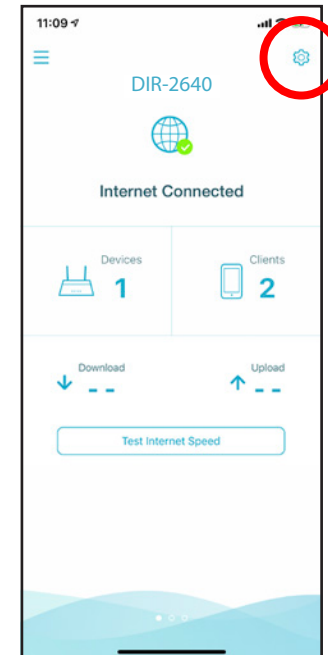 11:09
DIR-2640
Internet Connected
Devices
1
Clients
2
Download
- -
Upload
- -
Test Internet Speed